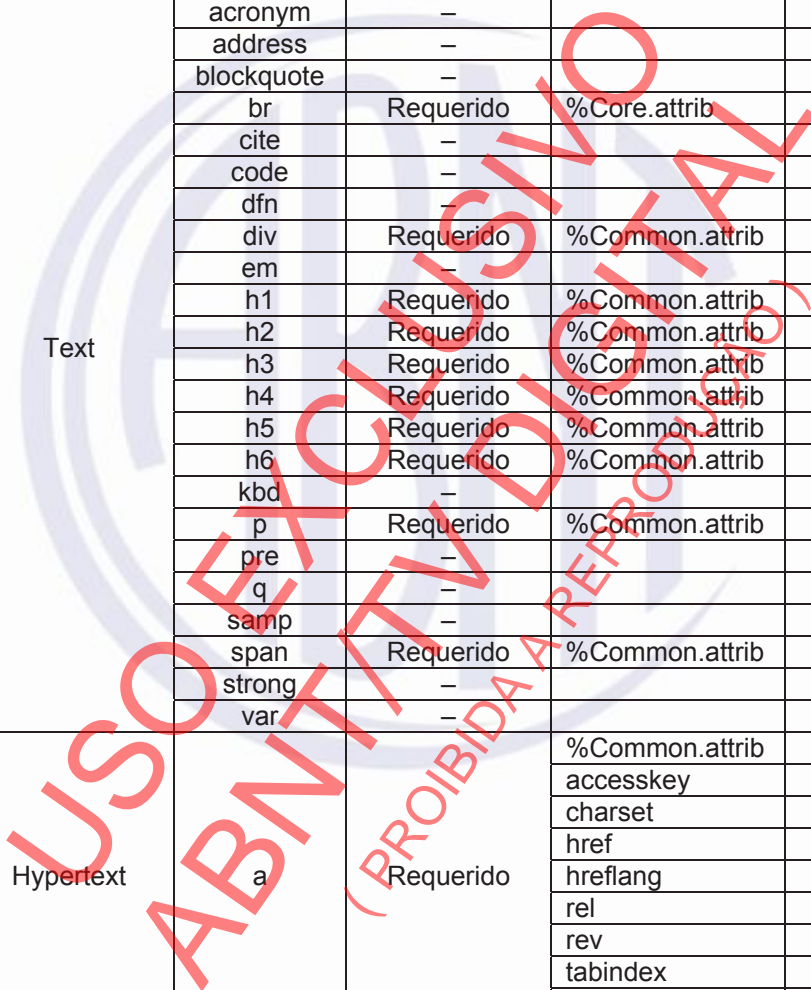 acronym –
address –
blockquote –
br Requerido %Core.attrib
cite –
code –
dfn –
div Requerido %Common.attrib
em –
h1 Requerido %Common.attrib
h2 Requerido %Common.attrib
Text h3 Requerido %Common.attrib
h4 Requerido %Common.attrib
h5 Requerido %Common.attrib
h6 Requerido %Common.attrib
kbd –
p Requerido %Common.attrib
pre –
q –
samp –
span Requerido %Common.attrib
strong –
var –
%Common.attrib
accesskey
charset
href
Hypertext a Requerido hreflang
rel
rev
tabindex
USO EXCLUSIVO
ABNT/TV DIGITAL
( PROIBIDA A REPRODUÇÃO )